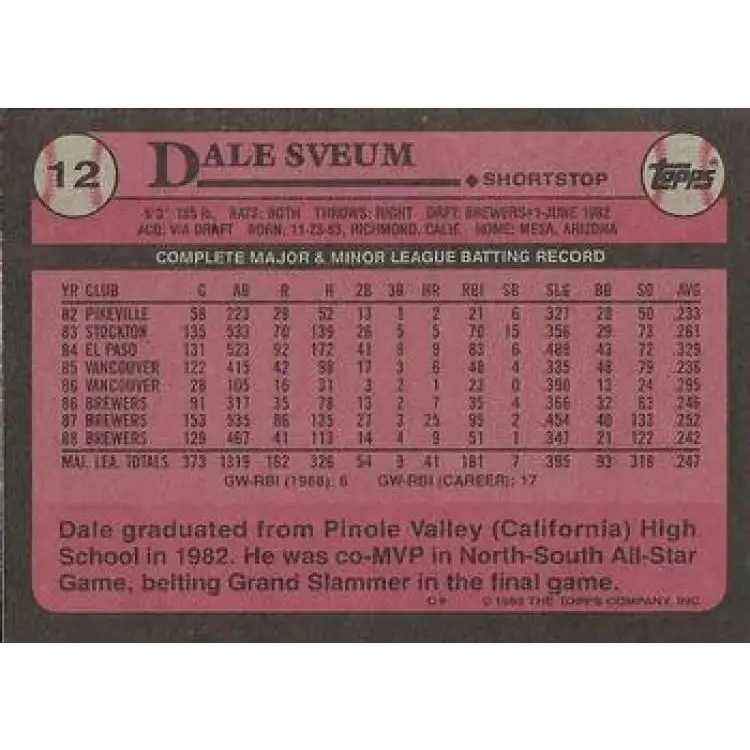 12
DALE SVEUM
Topps®
SHORTSTOP
6'3" 185 lb. BATS: BOTH THROWS: RIGHT DRAFT: BREWERS#1-JUNE 1982
ACQ: VIA DRAFT BORN: 11-23-63, RICHMOND, CALIF. HOME: MESA, ARIZONA
COMPLETE MAJOR & MINOR LEAGUE BATTING RECORD
YR CLUB G AB R H 2B 3B HR RBI SB SLG BB SO AVG
82 PIKEVILLE 58 223 29 52 13 1 2 21 6 .327 28 50 .233
83 STOCKTON 135 533 70 139 26 5 5 70 15 .356 29 73 .261
84 EL PASO 131 523 92 172 41 8 9 83 6 .489 43 72 .329
85 VANCOUVER 122 415 42 98 17 3 6 48 4 .335 48 79 .236
86 VANCOUVER 28 105 16 31 3 2 1 23 0 .390 13 24 .295
86 BREWERS 91 317 35 78 13 2 7 35 4 .366 32 63 .246
87 BREWERS 153 535 86 135 27 3 25 95 2 .454 40 133 .252
88 BREWERS 129 467 41 113 14 4 9 51 1 .347 21 122 .242
MAJ. LEA. TOTALS 373 1319 162 326 54 9 41 181 7 .395 93 318 .247
GW-RBI (1988): 6 GW-RBI (CAREER): 17
Dale graduated from Pinole Valley (California) High
School in 1982. He was co-MVP in North-South All-Star
Game, belting Grand Slammer in the final game.
© 1989 THE TOPPS COMPANY, INC.